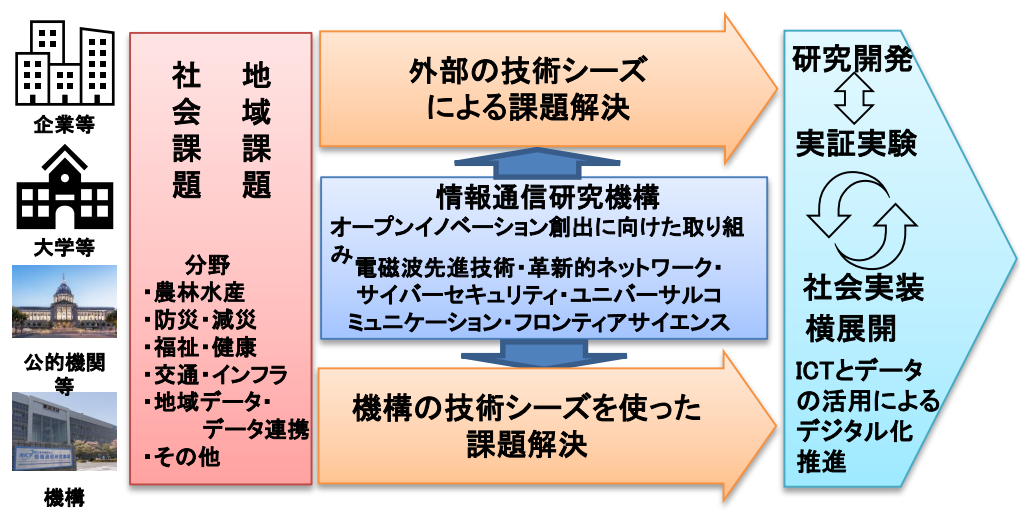 企業等
大学等
公的機関
等
機構
社会課題
地域課題
分野
・農林水産
・防災・減災
・福祉・健康
・交通・インフラ
・地域データ・
データ連携
・その他
外部の技術シーズ
による課題解決
情報通信研究機構
オープンイノベーション創出に向けた取り組
み
電磁波先進技術・革新的ネットワーク・
サイバーセキュリティ・ユニバーサルコ
ミュニケーション・フロンティアサイエンス
機構の技術シーズを使った
課題解決
研究開発
実証実験
社会実装
横展開
ICTとデータ
の活用による
デジタル化
推進